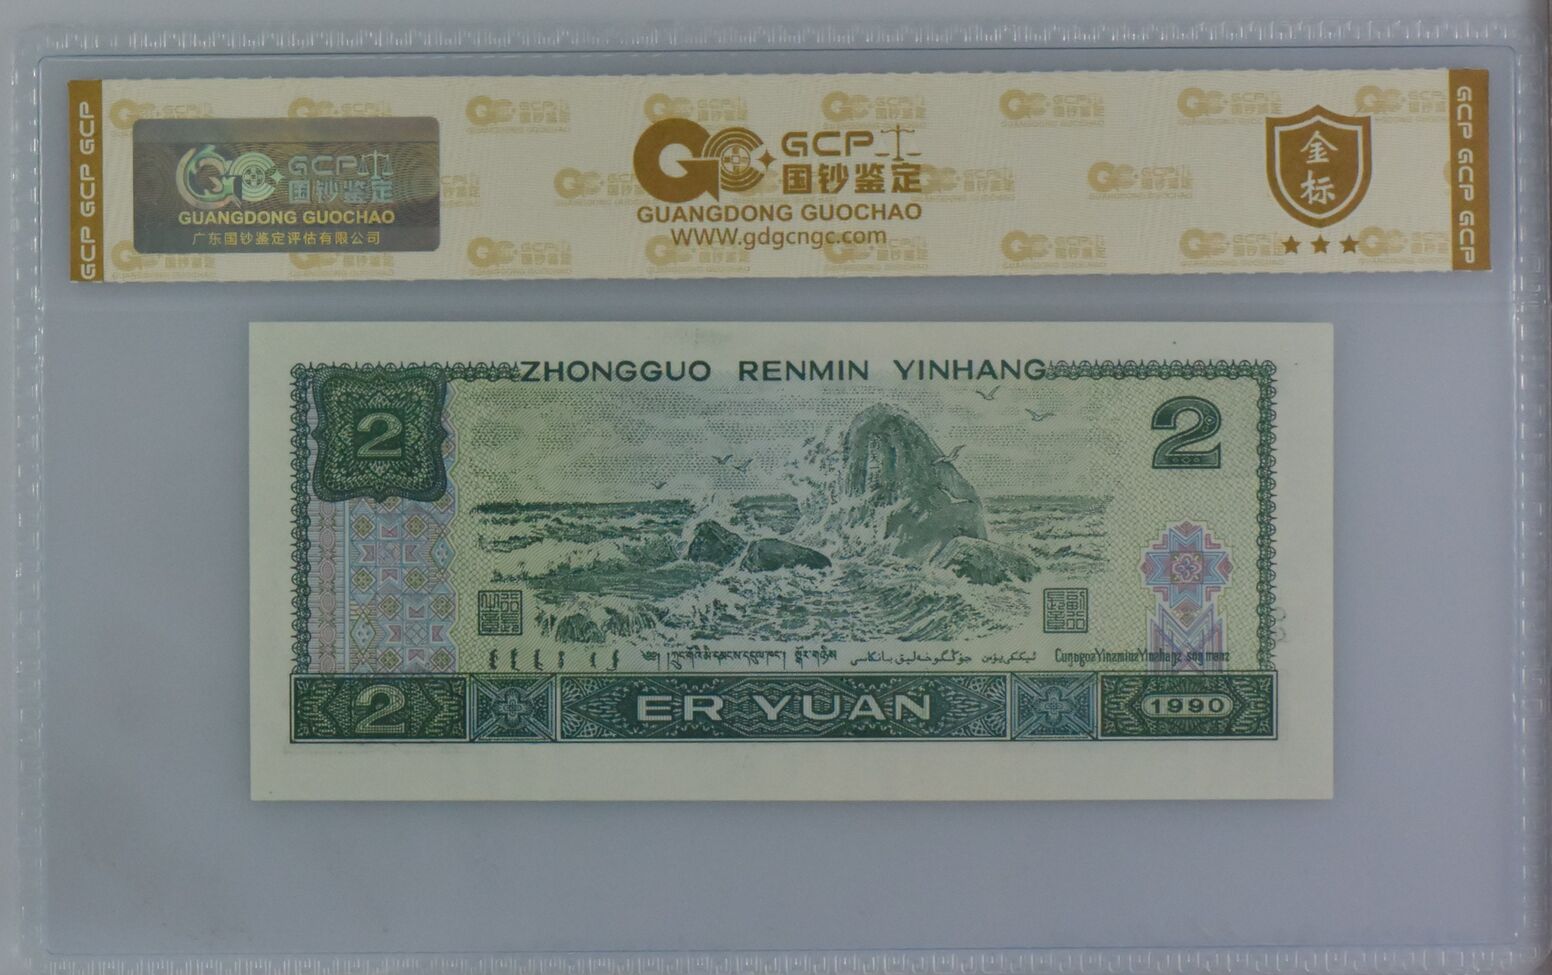 GCP GCP GCP
GCP 国钞鉴定
GUANGDONG GUOCHAO
广东国钞鉴定评估有限公司
GCP
国钞鉴定
GUANGDONG GUOCHAO
WWW.gdgcngc.com
金标
GCP GCP GCP
ZHONGGUO RENMIN YINHANG
2
2
2
ER YUAN
1990